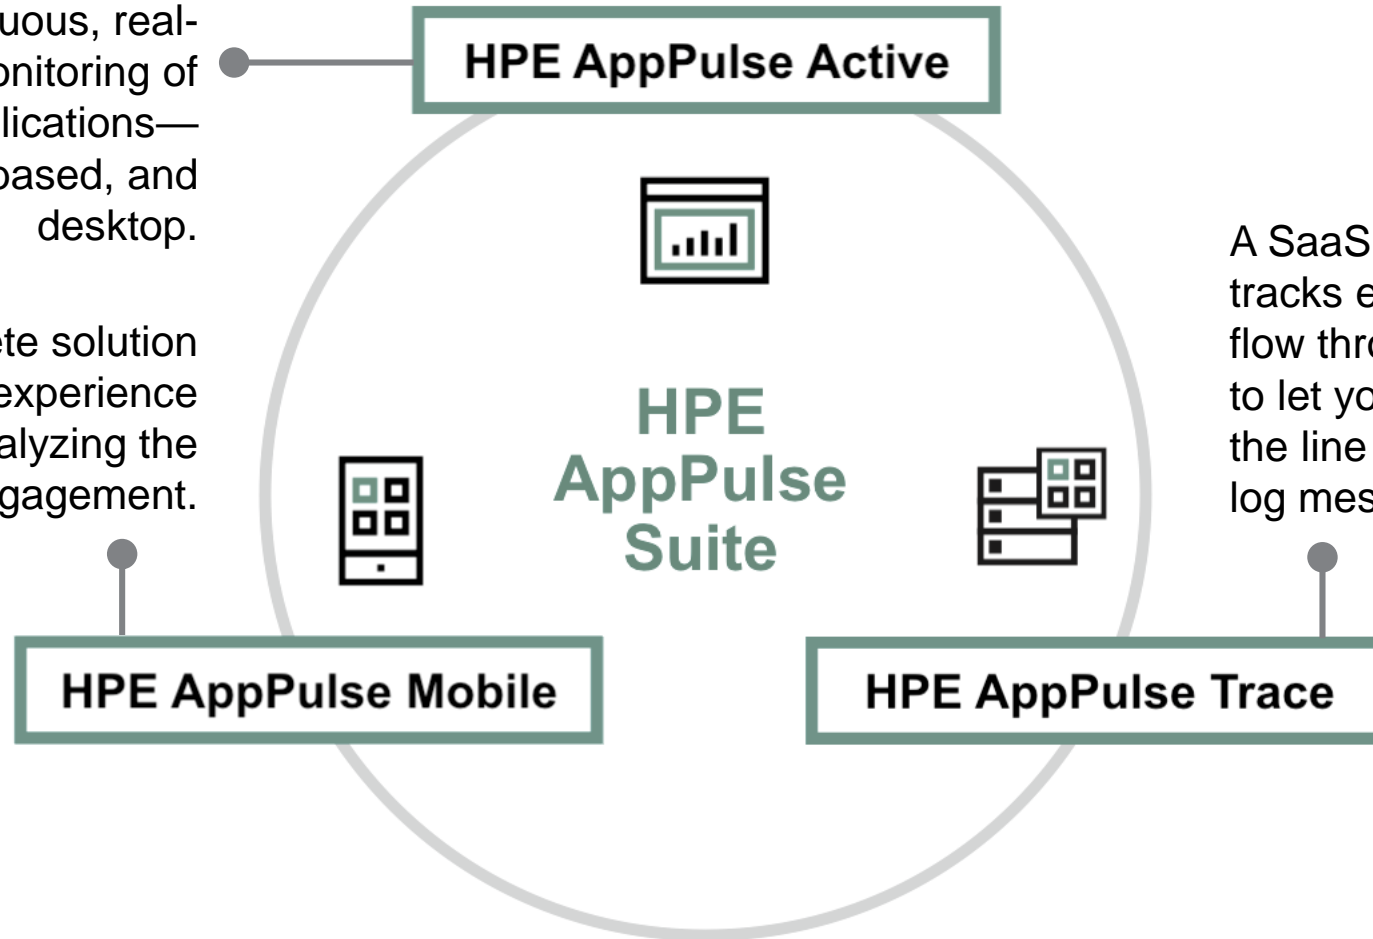 uous, real-
onitoring of
lications—
based, and
desktop.
HPE AppPulse Active
ete solution
experience
alyzing the
gagement.
HPE
AppPulse
Suite
A SaaS
tracks e
flow thro
to let yo
the line
log mes
HPE AppPulse Mobile
HPE AppPulse Trace